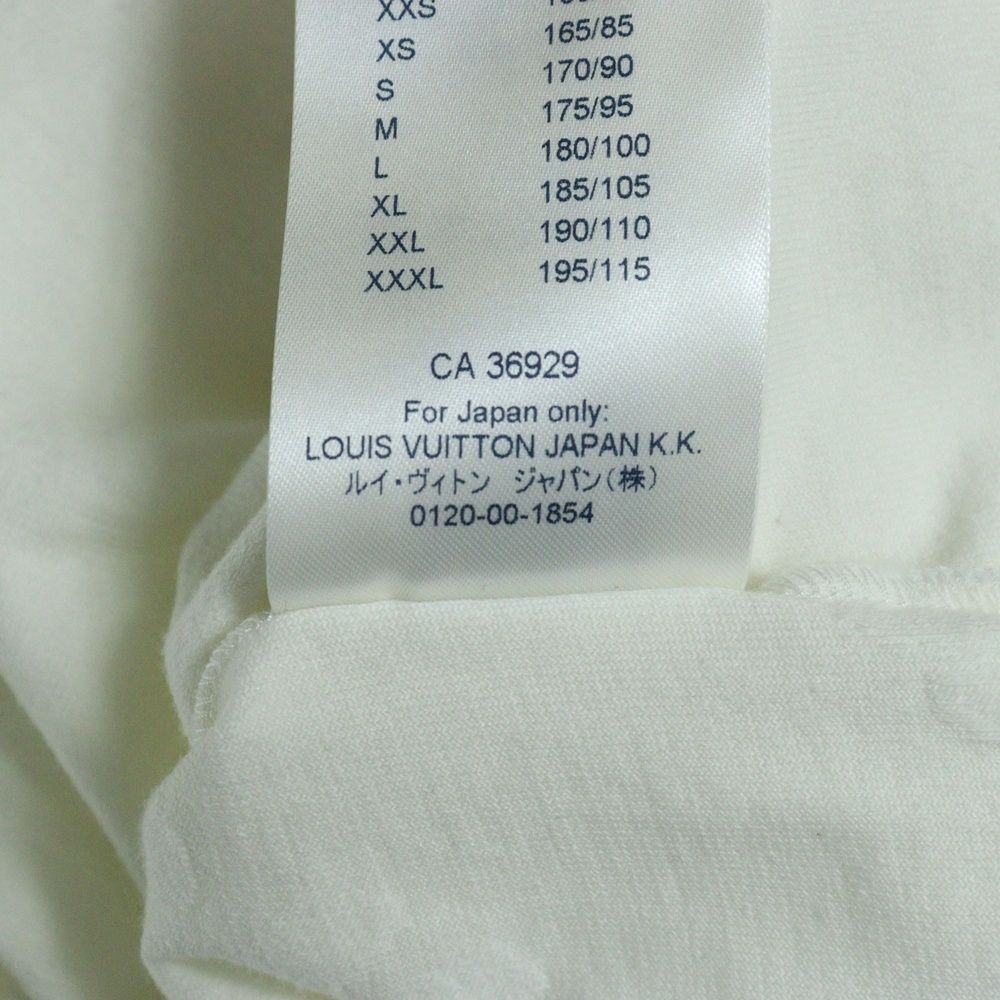 XXS
XS 165/85
S 170/90
M 175/95
L 180/100
XL 185/105
XXL 190/110
XXXL 195/115
CA 36929
For Japan only:
LOUIS VUITTON JAPAN K.K.
ルイ・ヴィトン ジャパン(株)
0120-00-1854